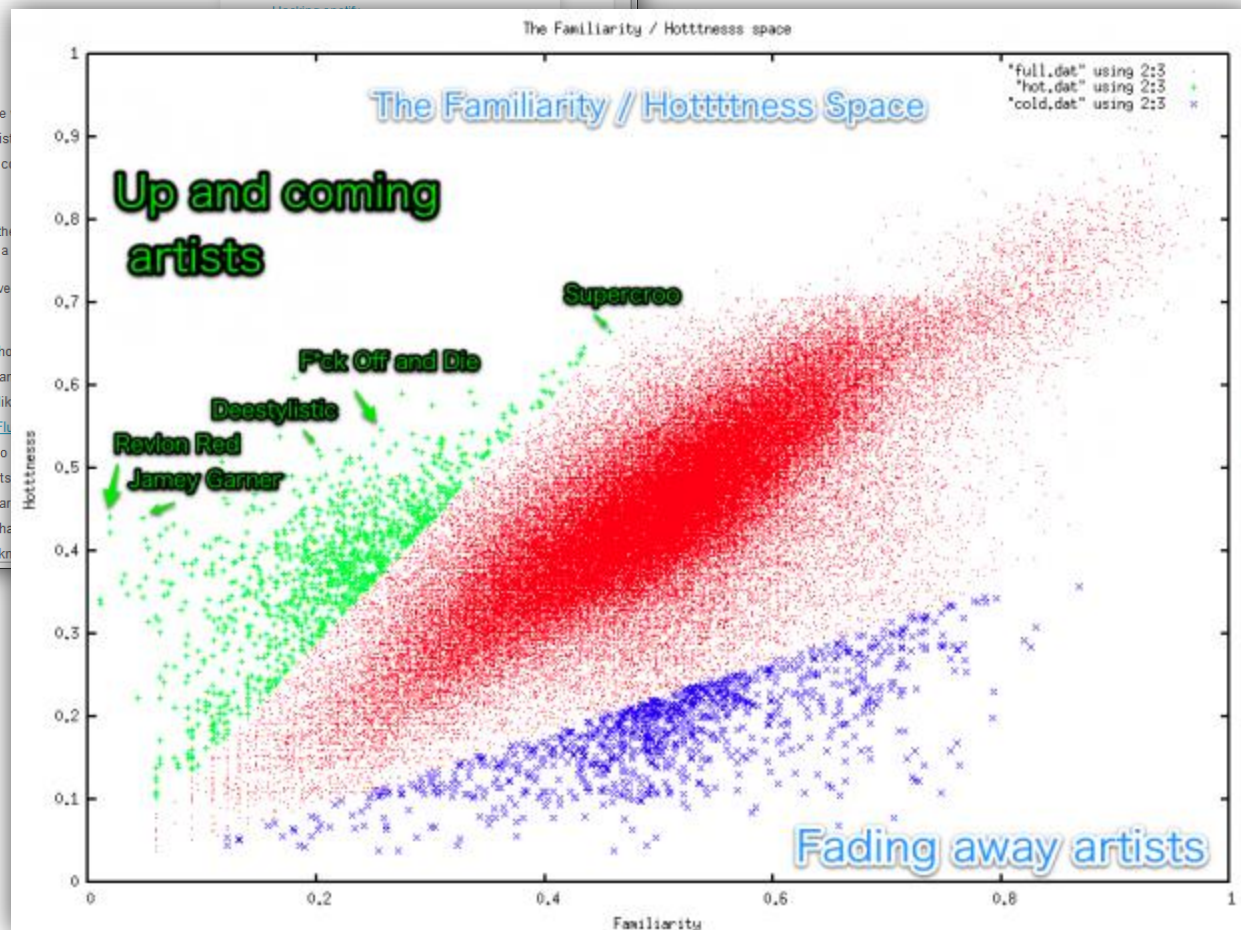 Hacking spotify
The Familiarity / Hotttnesss space
"full.dat" using 2:3
"hot.dat" using 2:3
"cold.dat" using 2:3
The Familiarity / Hottttness Space
Up and coming
artists
Supercroo
F*ck Off and Die
Deestylistic
Revlon Red
Jamey Garner
Fading away artists
Hotttnesss
1
0.9
0.8
0.7
0.6
0.5
0.4
0.3
0.2
0.1
0
0
0.2
0.4
0.6
0.8
1
Familiarity